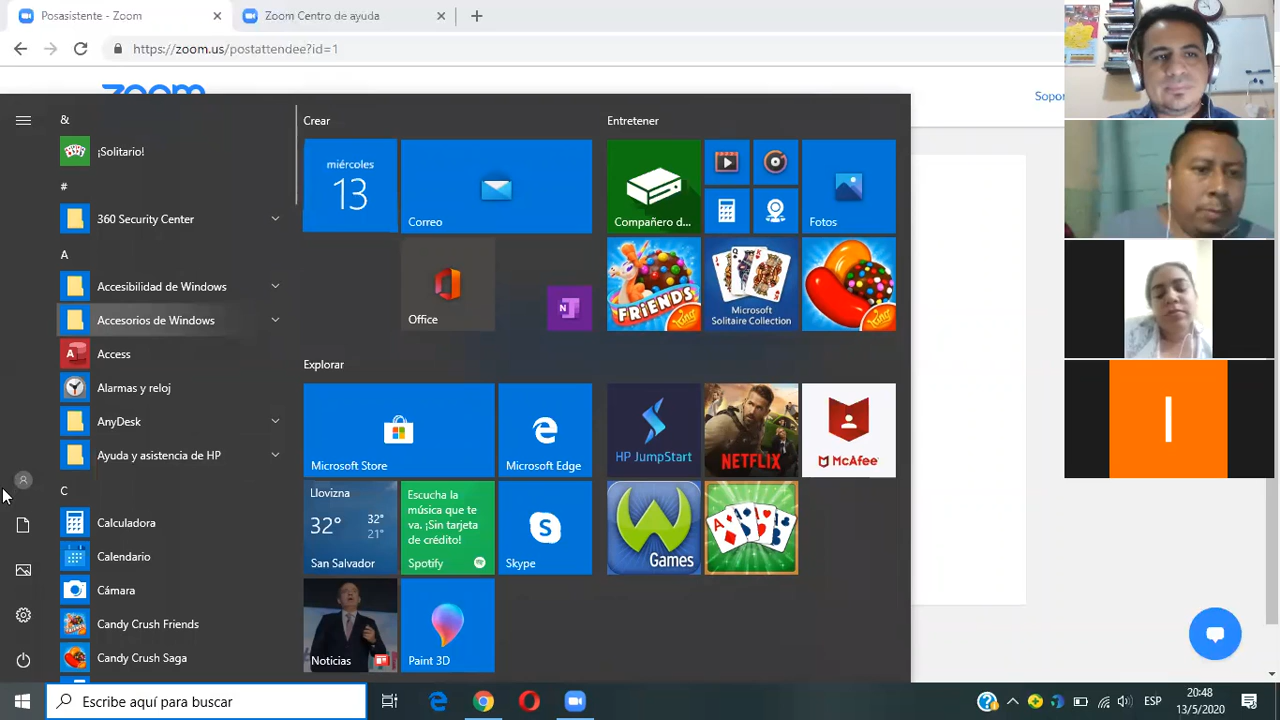 Posasistente - Zoom
Zoom Centro de ayuda
https://zoom.us/postattendee?id=1
zoom
Sopor
&
¡Solitario!
#
360 Security Center
A
Accesibilidad de Windows
Accesorios de Windows
Access
Alarmas y reloj
AnyDesk
Ayuda y asistencia de HP
C
Calculadora
Calendario
Cámara
Candy Crush Friends
Candy Crush Saga
Crear
miércoles
13
Correo
Office
N
Explorar
Microsoft Store
Microsoft Edge
Llovizna
32°
32°
21°
San Salvador
Escucha la
música que te
va. ¡Sin tarjeta
de crédito!
Spotify
Skype
Noticias
Paint 3D
Entretener
Compañero d...
Fotos
FRIENDS
King
Microsoft
Solitaire Collection
King
HP JumpStart
NETFLIX
McAfee
Games
A
I
Escribe aquí para buscar
ESP
20:48
13/5/2020